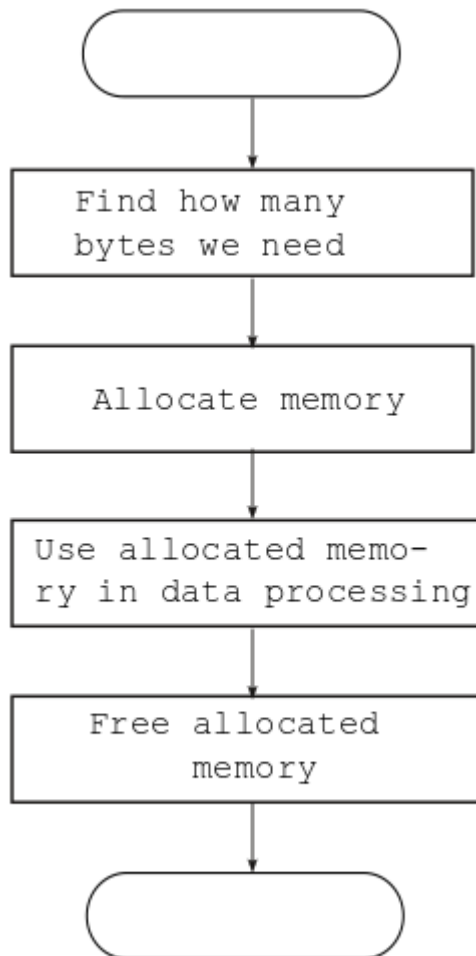 Find how many
bytes we need
Allocate memory
Use allocated memo-
ry in data processing
Free allocated
memory